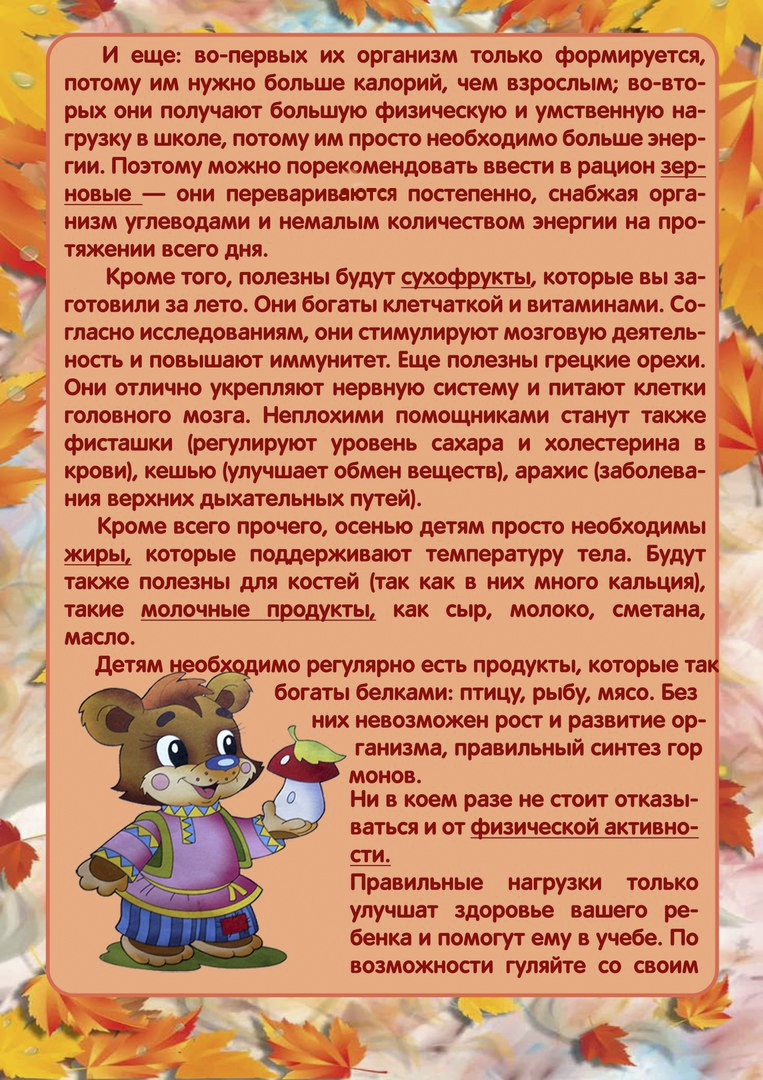 И еще: во-первых их организм только формируется,
потому им нужно больше калорий, чем взрослым; во-вто-
рых они получают большую физическую и умственную на-
грузку в школе, потому им просто необходимо больше энер-
гии. Поэтому можно порекомендовать ввести в рацион зер-
новые — они перевариваются постепенно, снабжая орга-
низм углеводами и немалым количеством энергии на про-
тяжении всего дня.
Кроме того, полезны будут сухофрукты, которые вы за-
готовили за лето. Они богаты клетчаткой и витаминами. Со-
гласно исследованиям, они стимулируют мозговую деятель-
ность и повышают иммунитет. Еще полезны грецкие орехи.
Они отлично укрепляют нервную систему и питают клетки
головного мозга. Неплохими помощниками станут также
фисташки (регулируют уровень сахара и холестерина в
крови), кешью (улучшает обмен веществ), арахис (заболева-
ния верхних дыхательных путей).
Кроме всего прочего, осенью детям просто необходимы
жиры, которые поддерживают температуру тела. Будут
также полезны для костей (так как в них много кальция),
такие молочные продукты, как сыр, молоко, сметана,
масло.
Детям необходимо регулярно есть продукты, которые так
богаты белками: птицу, рыбу, мясо. Без
них невозможен рост и развитие ор-
ганизма, правильный синтез гор
монов.
Ни в коем разе не стоит отказы-
ваться и от физической активно-
сти.
Правильные нагрузки только
улучшат здоровье вашего ре-
бенка и помогут ему в учебе. По
возможности гуляйте со своим